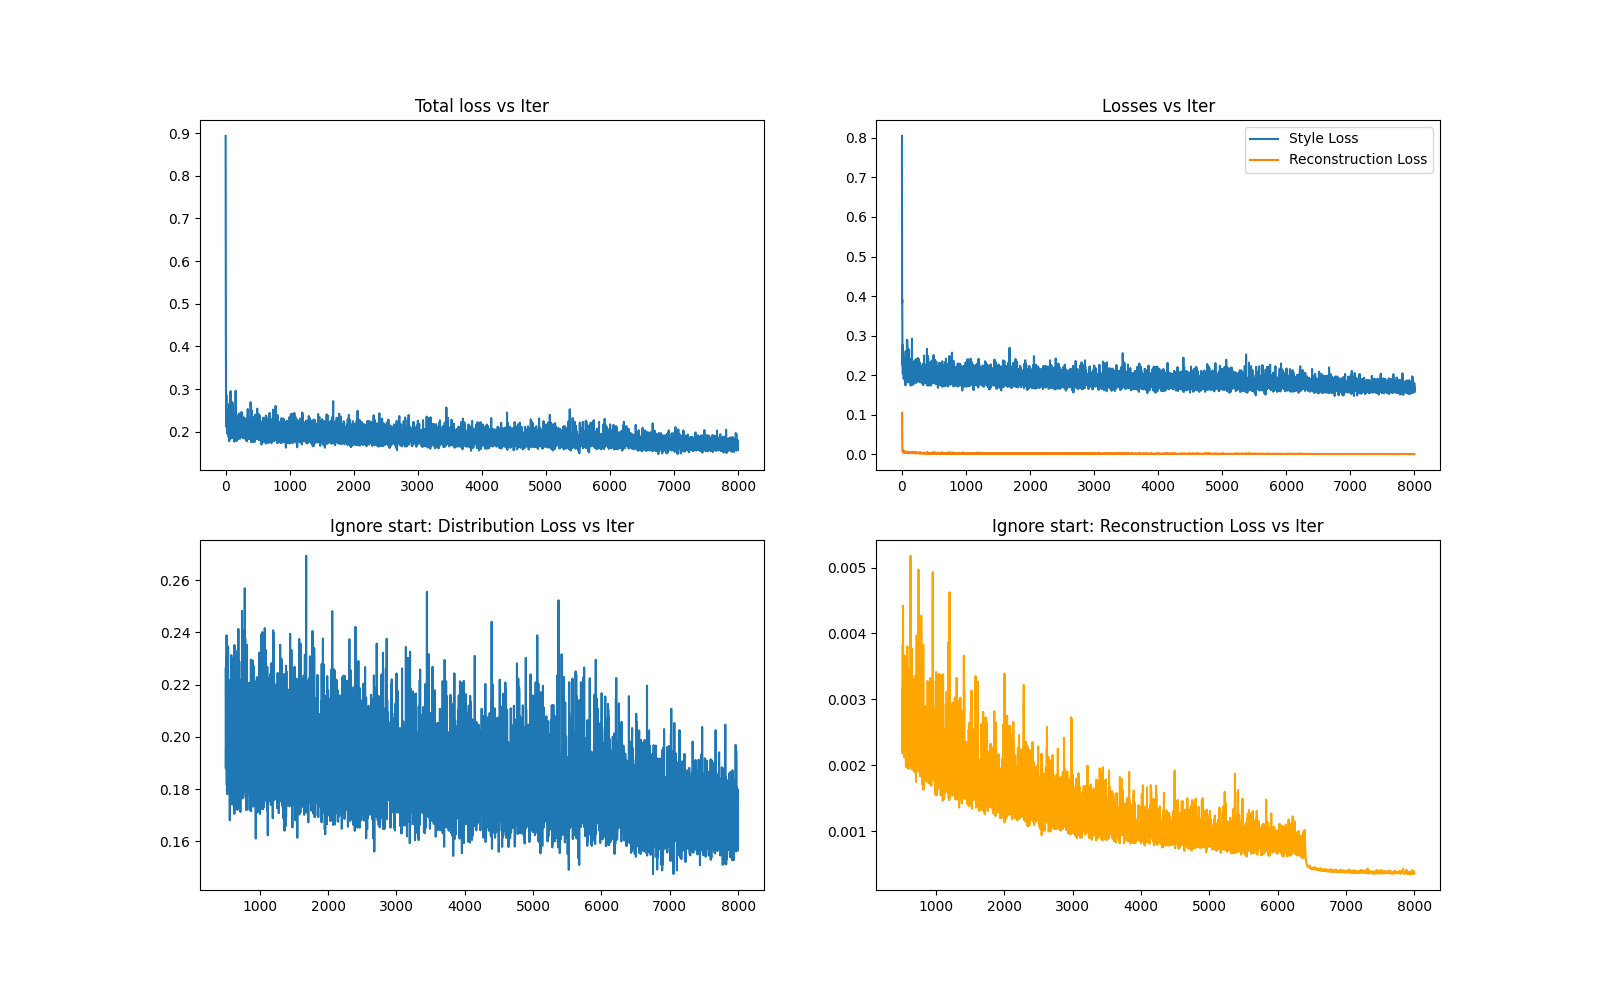 Total loss vs Iter
0.9
0.8
0.7
0.6
0.5
0.4
0.3
0.2
0 1000 2000 3000 4000 5000 6000 7000 8000
Losses vs Iter
Style Loss
Reconstruction Loss
0.8
0.7
0.6
0.5
0.4
0.3
0.2
0.1
0.0
0 1000 2000 3000 4000 5000 6000 7000 8000
Ignore start: Distribution Loss vs Iter
0.26
0.24
0.22
0.20
0.18
0.16
1000 2000 3000 4000 5000 6000 7000 8000
Ignore start: Reconstruction Loss vs Iter
0.005
0.004
0.003
0.002
0.001
1000 2000 3000 4000 5000 6000 7000 8000